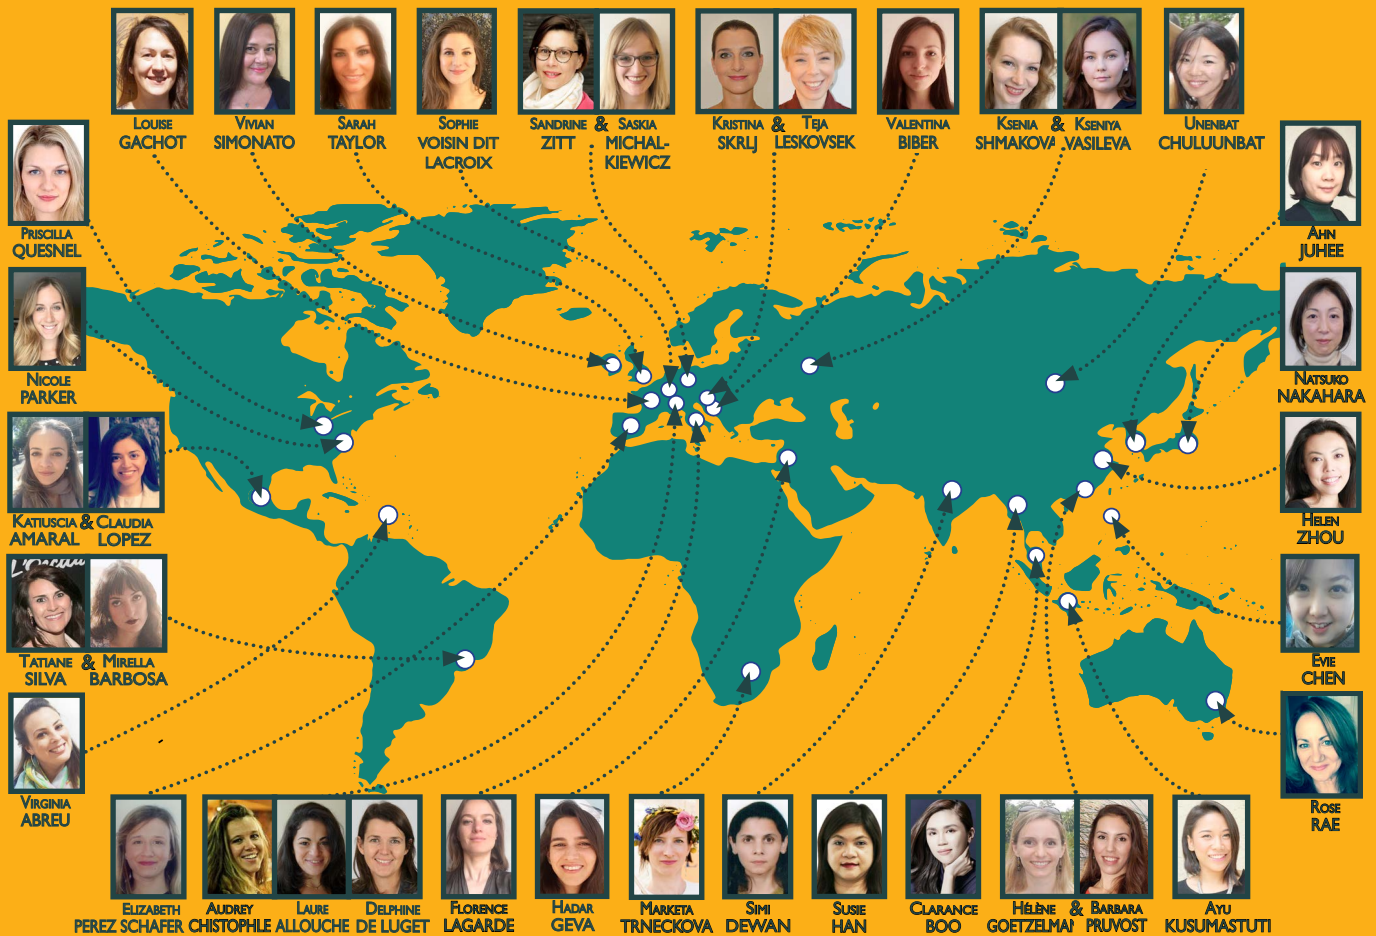 LOUISE
GACHOT
VIVIAN
SIMONATO
SARAH
TAYLOR
SOPHIE
VOISIN DIT
LACROIX
SANDRINE & SASKIA
ZITT MICHAL-
KIEWICZ
KRISTINA & TEJA
SKRLJ LESKOVSEK
VALENTINA
BIBER
KSENIA & KSENIYA
SHMAKOVA VASILEVA
UNENBAT
CHULUUNBAT
PRISCILLA
QUESNEL
AHN
JUHEE
NICOLE
PARKER
NATSUKO
NAKAHARA
KATIUSCIA & CLAUDIA
AMARAL LOPEZ
HELEN
ZHOU
TATIANE & MIRELLA
SILVA BARBOSA
EVIE
CHEN
VIRGINIA
ABREU
ROSE
RAE
ELIZABETH
PEREZ SCHAFER
AUDREY
CHISTOPHLE
LAURE
ALLOUCHE
DELPHINE
DE LUGET
FLORENCE
LAGARDE
HADAR
GEVA
MARKETA
TRNECKOVA
SIMI
DEWAN
SUSIE
HAN
CLARANCE
BOO
HÉLÈNE & BARBARA
GOETZELMAN PRUVOST
AYU
KUSUMASTUTI